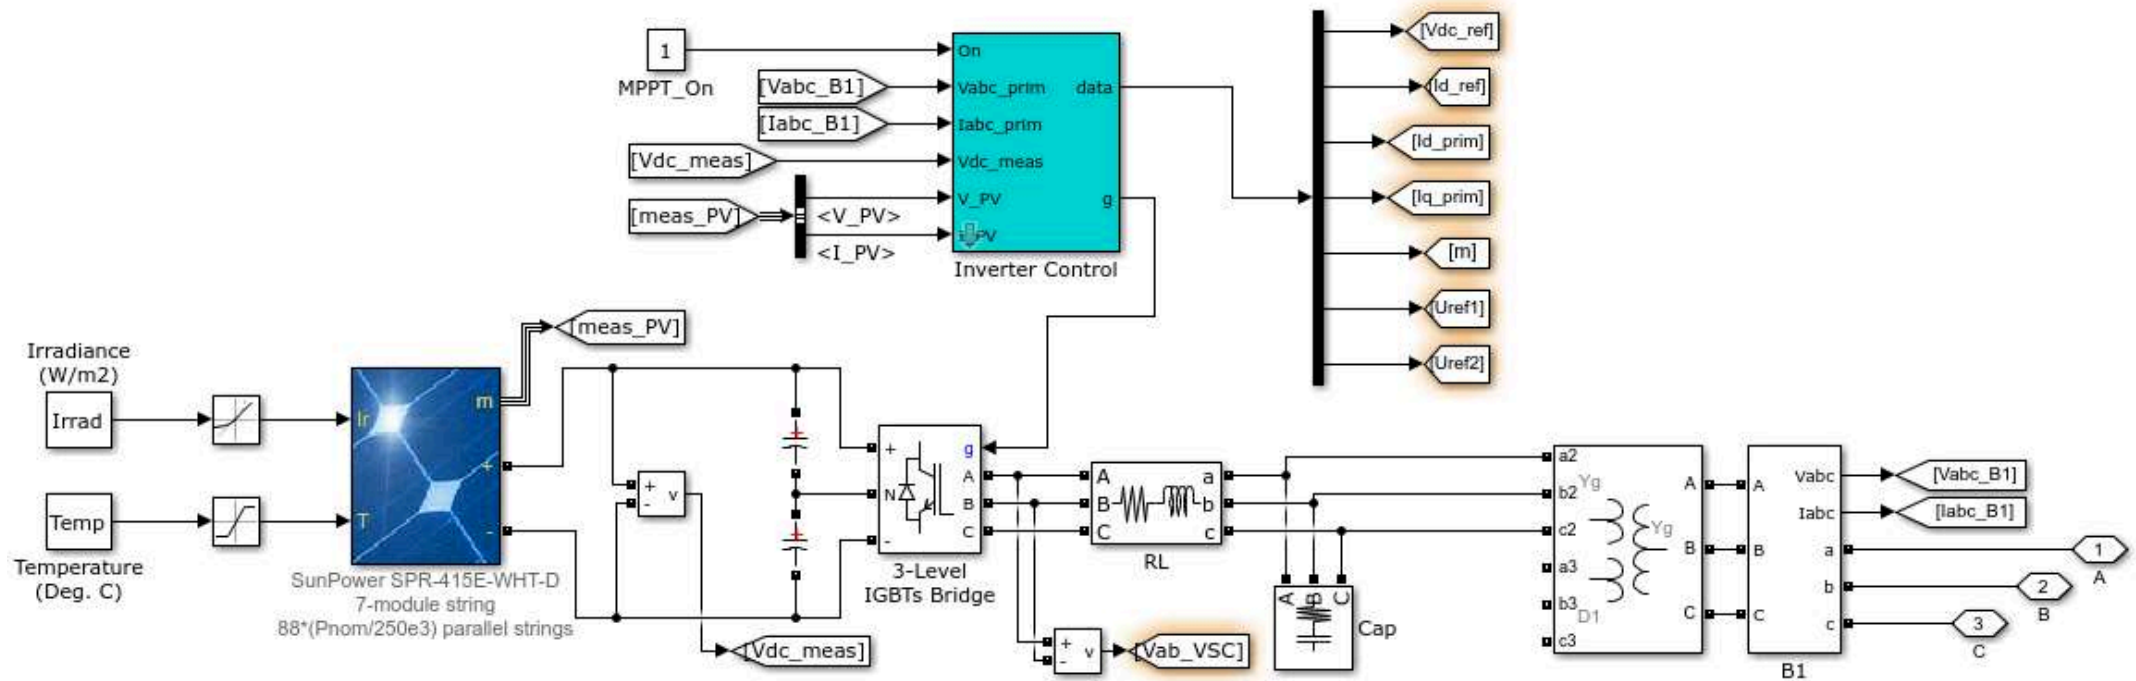 1
MPPT_On
[Vabc_B1]
[Iabc_B1]
[Vdc_meas]
[meas_PV]
<V_PV>
<I_PV>
On
Vabc_prim
Iabc_prim
Vdc_meas
V_PV
data
g
Inverter Control
[Vdc_ref]
[Id_ref]
[Id_prim]
[Iq_prim]
[m]
[Uref1]
[Uref2]
Irradiance
(W/m2)
Irrad
Temp
Temperature
(Deg. C)
Ir
T
m
+
-
[meas_PV]
SunPower SPR-415E-WHT-D
7-module string
88*(Pnom/250e3) parallel strings
+
-
v
[Vdc_meas]
+
N
-
g
A
B
C
3-Level
IGBTs Bridge
+
-
v
[Vab_VSC]
A
B
C
a
b
c
RL
A
B
C
Cap
a2
b2
c2
a3
b3
c3
Yg
Yg
D1
A
B
C
A
B
C
Vabc
Iabc
a
b
c
B1
[Vabc_B1]
[Iabc_B1]
1
A
2
B
3
C